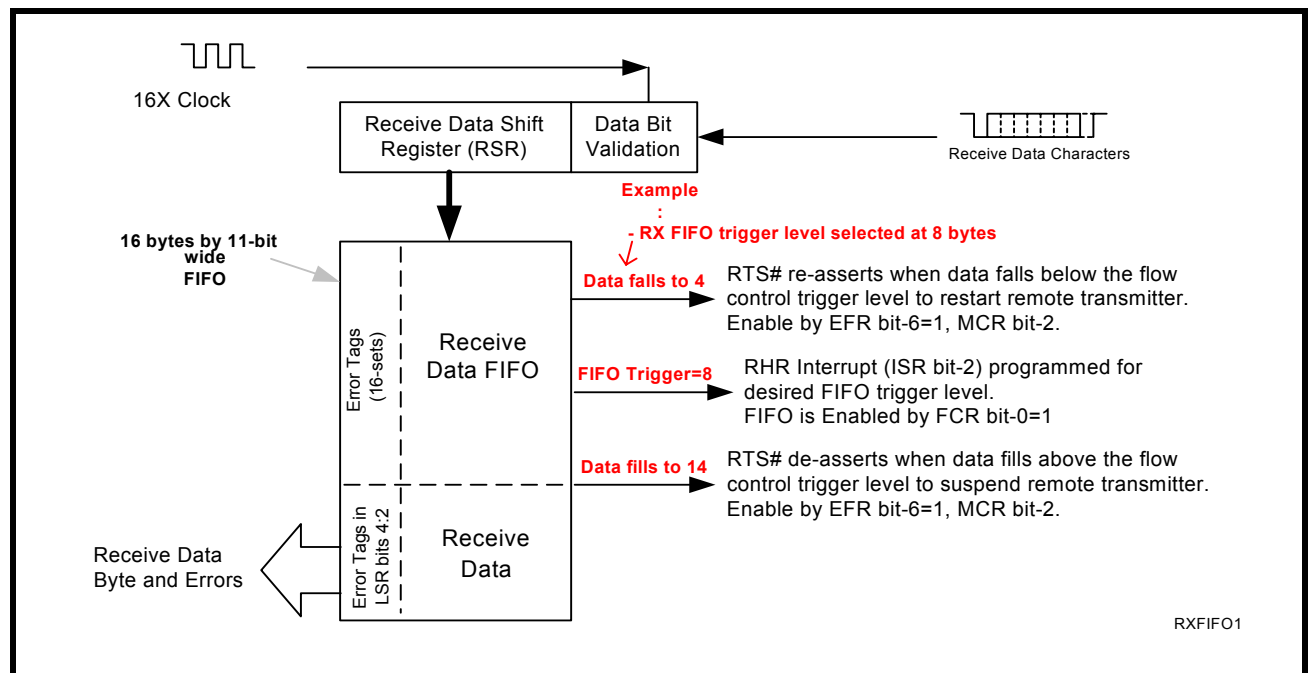 16X Clock
Receive Data Shift
Register (RSR)
Data Bit
Validation
Receive Data Characters
Example
:
- RX FIFO trigger level selected at 8 bytes
16 bytes by 11-bit
wide
FIFO
Data falls to 4
RTS# re-asserts when data falls below the flow
control trigger level to restart remote transmitter.
Enable by EFR bit-6=1, MCR bit-2.
Error Tags
(16-sets)
Receive
Data FIFO
FIFO Trigger=8
RHR Interrupt (ISR bit-2) programmed for
desired FIFO trigger level.
FIFO is Enabled by FCR bit-0=1
Data fills to 14
RTS# de-asserts when data fills above the flow
control trigger level to suspend remote transmitter.
Enable by EFR bit-6=1, MCR bit-2.
Receive Data
Byte and Errors
Error Tags in
LSR bits 4:2
Receive
Data
RXFIFO1